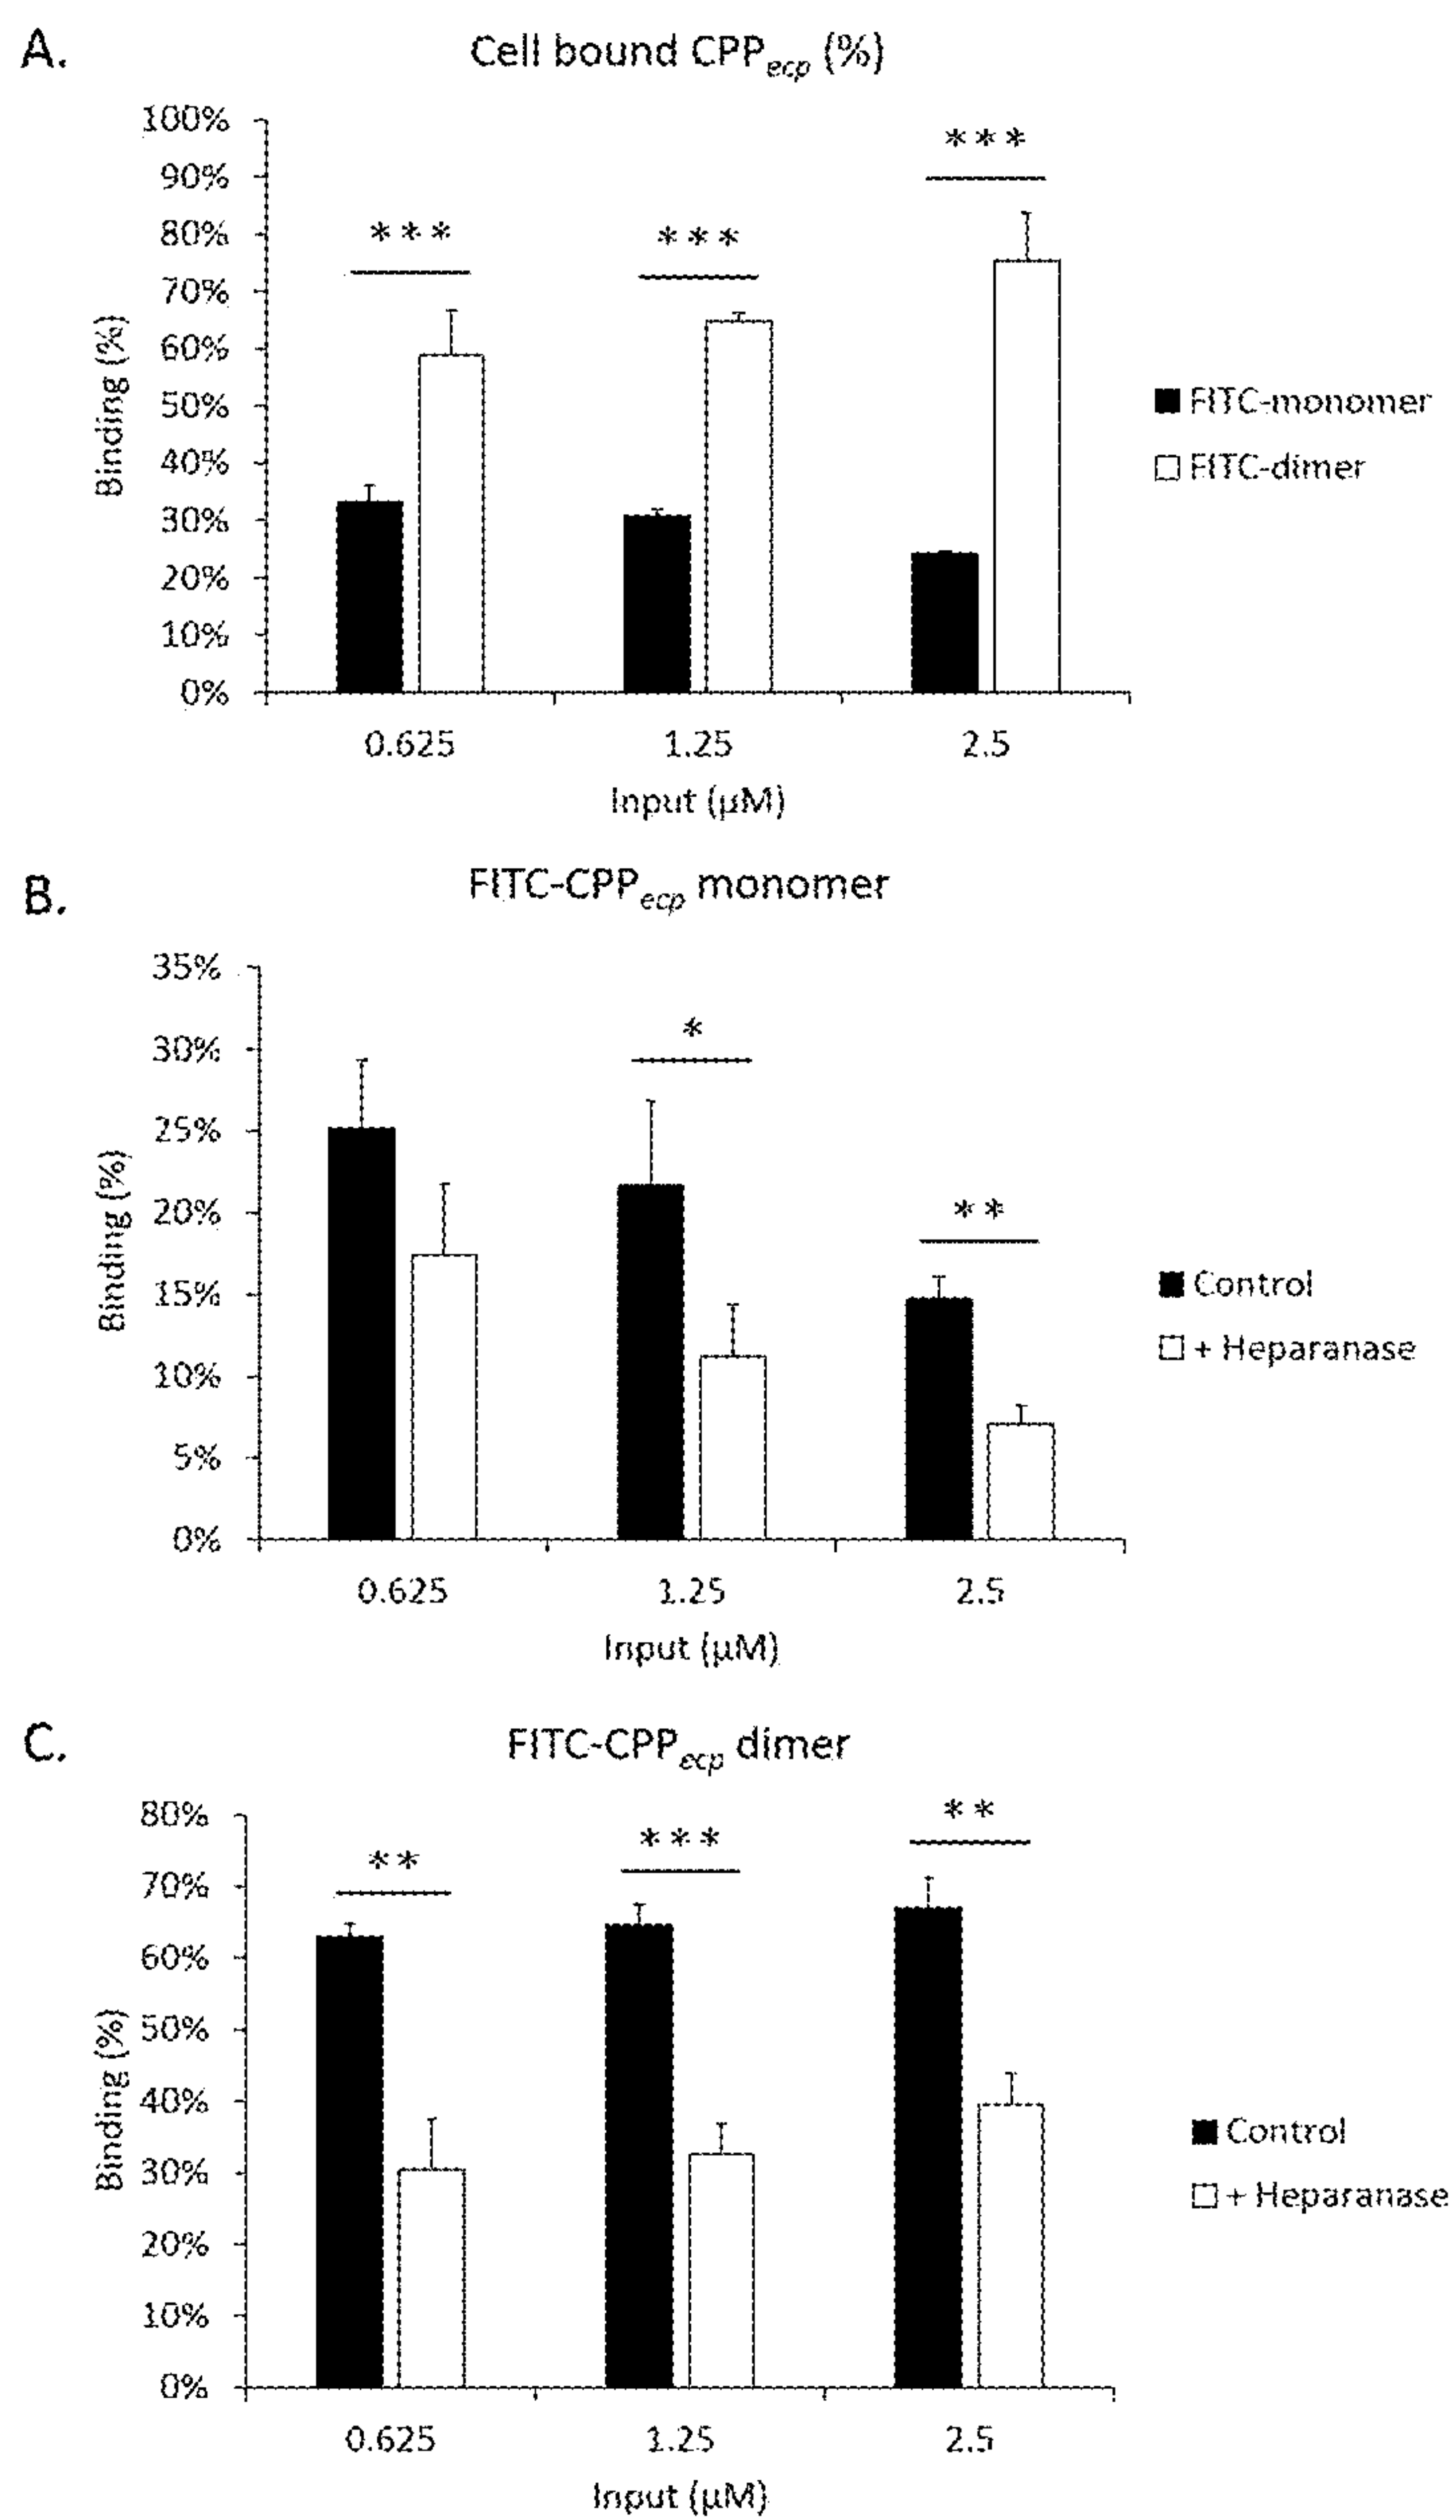 A.
Cell bound CPPecp (%)
100%
90%
80%
70%
60%
50%
40%
30%
20%
10%
0%
Binding (%)
***
***
***
0.625
1.25
2.5
Input (µM)
FITC-monomer
FITC-dimer
B.
FITC-CPPecp monomer
35%
30%
25%
20%
15%
10%
5%
0%
Binding (%)
*
**
0.625
1.25
2.5
Input (µM)
Control
+ Heparanase
C.
FITC-CPPecp dimer
80%
70%
60%
50%
40%
30%
20%
10%
0%
Binding (%)
**
***
**
0.625
1.25
2.5
Input (µM)
Control
+ Heparanase